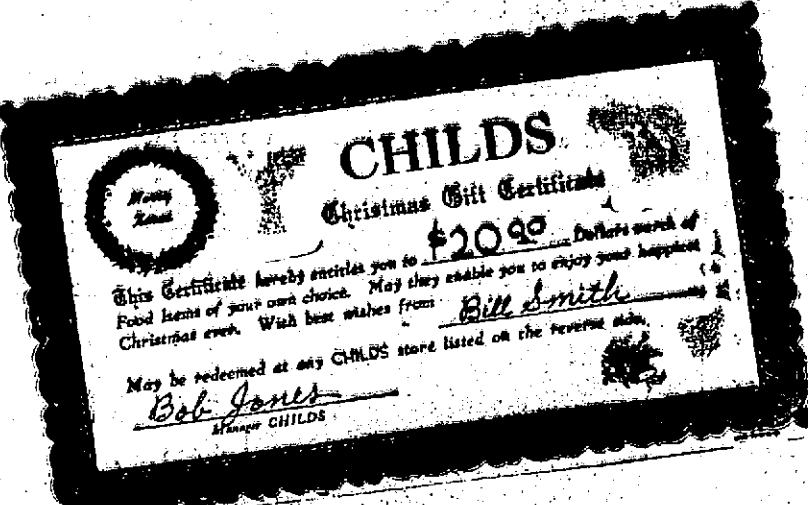 Merry
CHILDS
Christmas Gift Certificate
This Certificate hereby entitles you to $20.00 Dollars worth of
Food Items of your own choice. May they enable you to enjoy your happiest
Christmas ever. With best wishes from Bill Smith
May be redeemed at any CHILDS store listed on the reverse side.
Bob Jones
Manager CHILDS